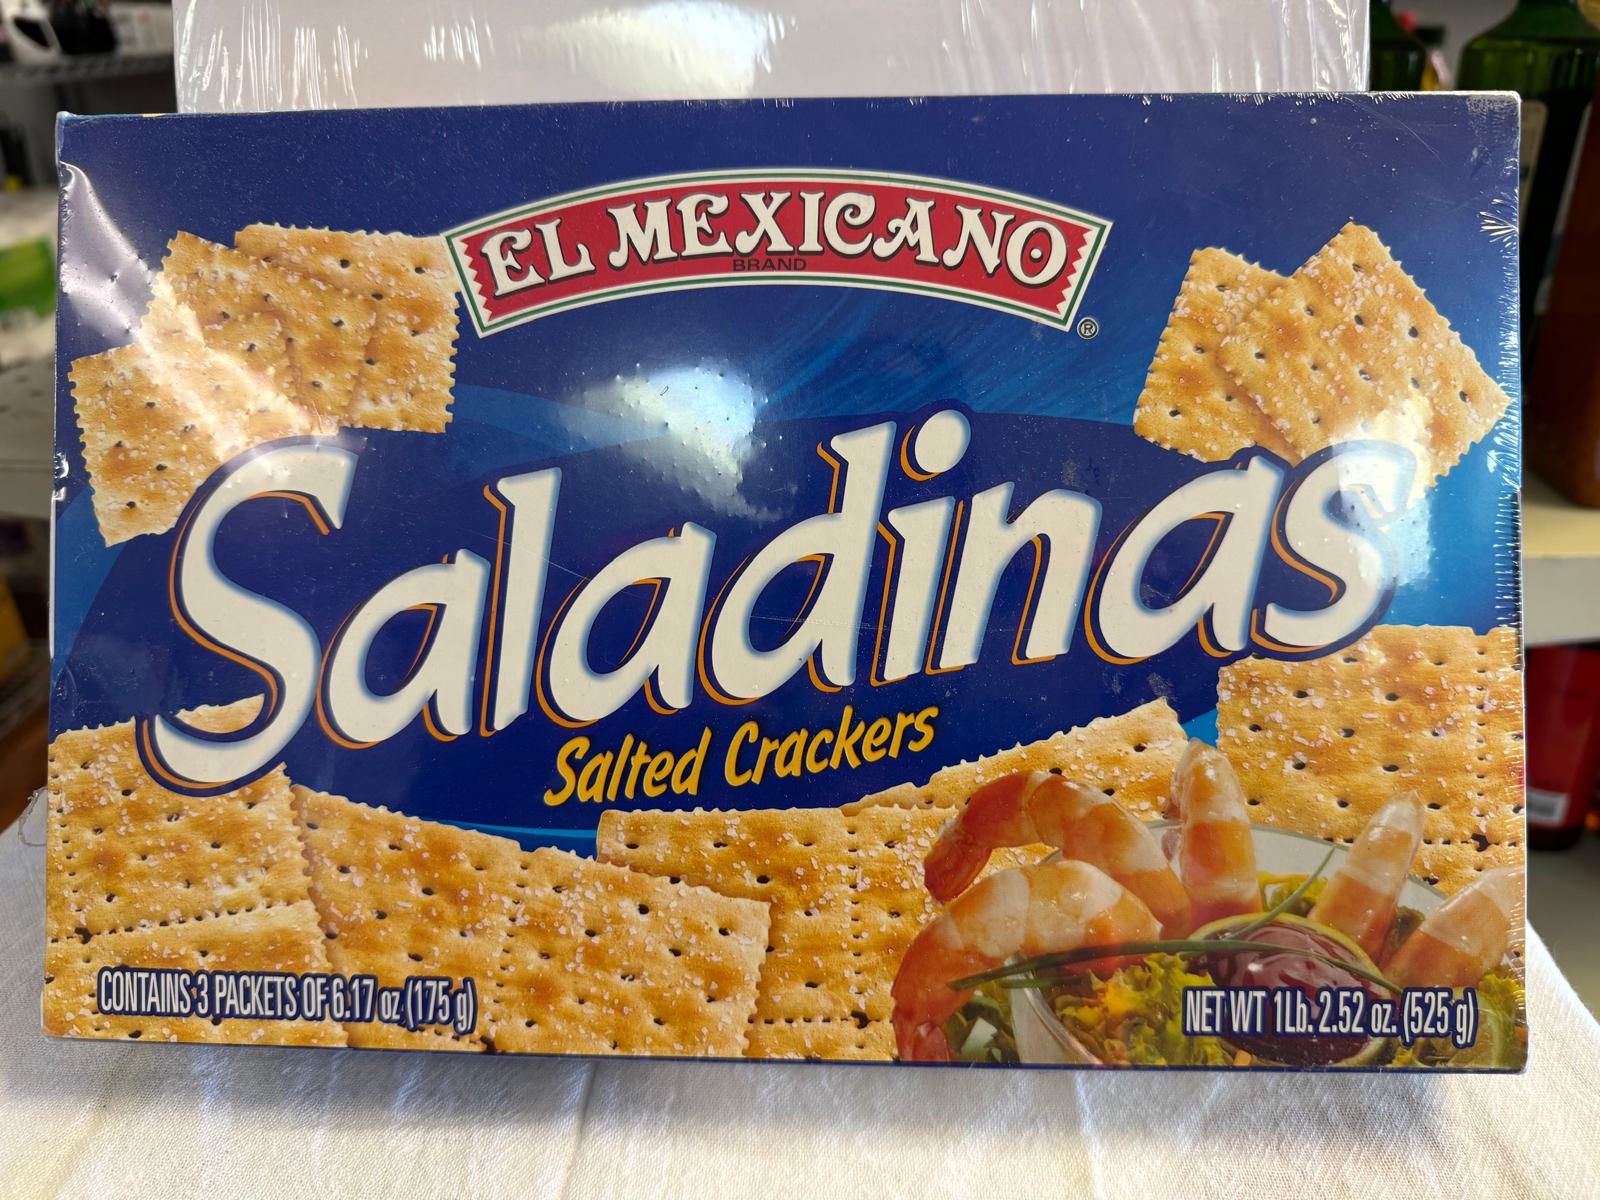 EL MEXICANO
BRAND
®
Saladinas
Salted Crackers
CONTAINS 3 PACKETS OF 6.17 oz (175 g)
NET WT 1Lb. 2.52 oz. (525 g)